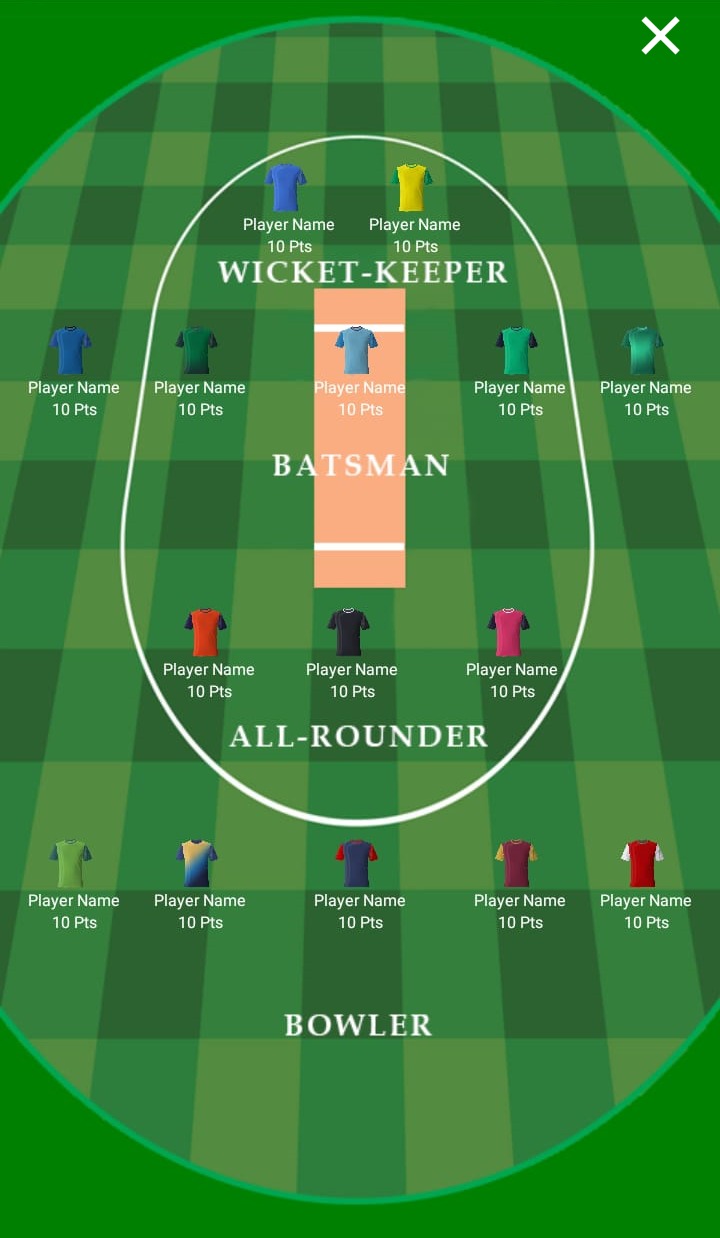 Player Name Player Name
10 Pts 10 Pts
WICKET-KEEPER
Player Name Player Name Player Name Player Name Player Name
10 Pts 10 Pts 10 Pts 10 Pts 10 Pts
BATSMAN
Player Name Player Name Player Name
10 Pts 10 Pts 10 Pts
ALL-ROUNDER
Player Name Player Name Player Name Player Name Player Name
10 Pts 10 Pts 10 Pts 10 Pts 10 Pts
BOWLER